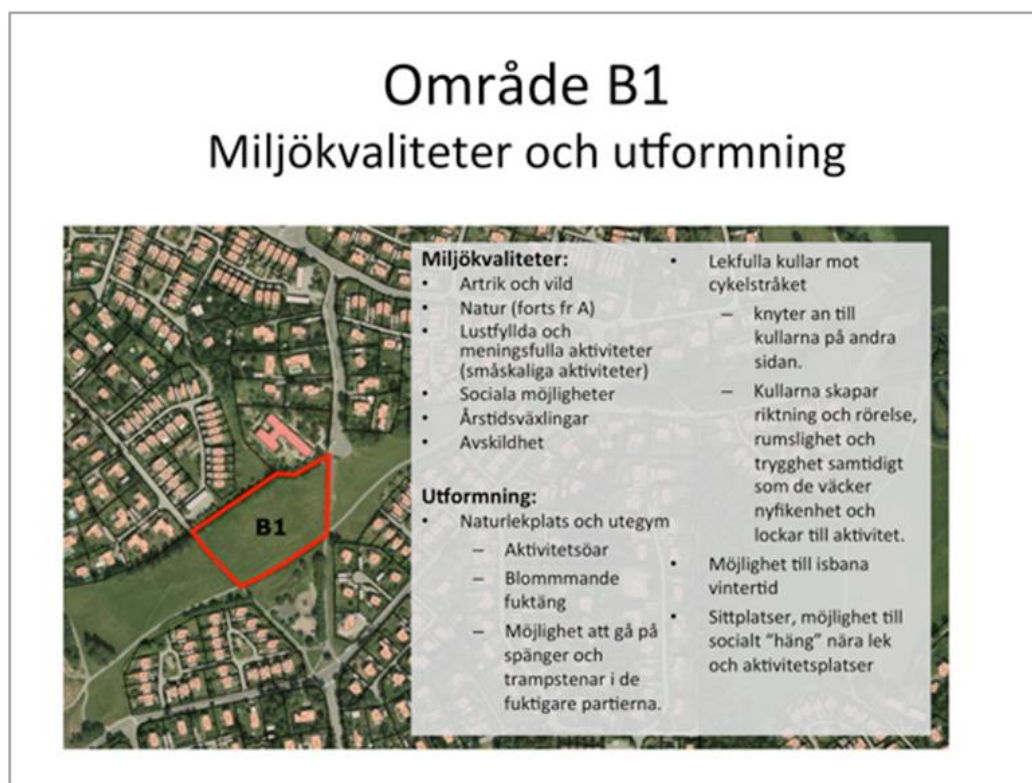 Område B1
Miljökvaliteter och utformning
B1
Miljökvaliteter:
• Artrik och vild
• Natur (forts fr A)
• Lustfyllda och
meningsfulla aktiviteter
(småskaliga aktiviteter)
• Sociala möjligheter
• Årstidsväxlingar
• Avskildhet
Utformning:
• Naturlekplats och utegym
– Aktivitetsöar
– Blommmande
fuktäng
– Möjlighet att gå på
spänger och
trampstenar i de
fuktigare partierna.
• Lekfulla kullar mot
cykelstråket
– knyter an till
kullarna på andra
sidan.
– Kullarna skapar
riktning och rörelse,
rumslighet och
trygghet samtidigt
som de väcker
nyfikenhet och
lockar till aktivitet.
• Möjlighet till isbana
vintertid
• Sittplatser, möjlighet till
socialt ”häng” nära lek
och aktivitetsplatser